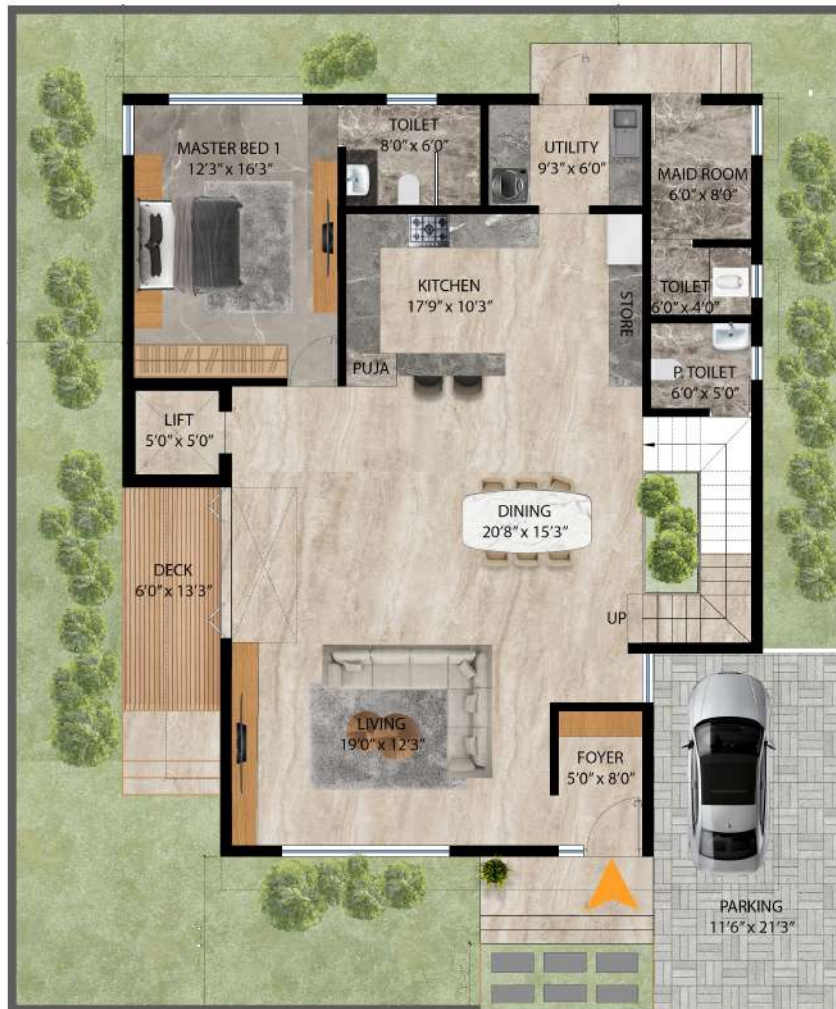 MASTER BED 1
12'3" x 16'3"
TOILET
8'0" x 6'0"
UTILITY
9'3" x 6'0"
MAID ROOM
6'0" x 8'0"
KITCHEN
17'9" x 10'3"
STORE
TOILET
6'0" x 4'0"
PUJA
P. TOILET
6'0" x 5'0"
LIFT
5'0" x 5'0"
DINING
20'8" x 15'3"
DECK
6'0" x 13'3"
UP
LIVING
19'0" x 12'3"
FOYER
5'0" x 8'0"
PARKING
11'6" x 21'3"